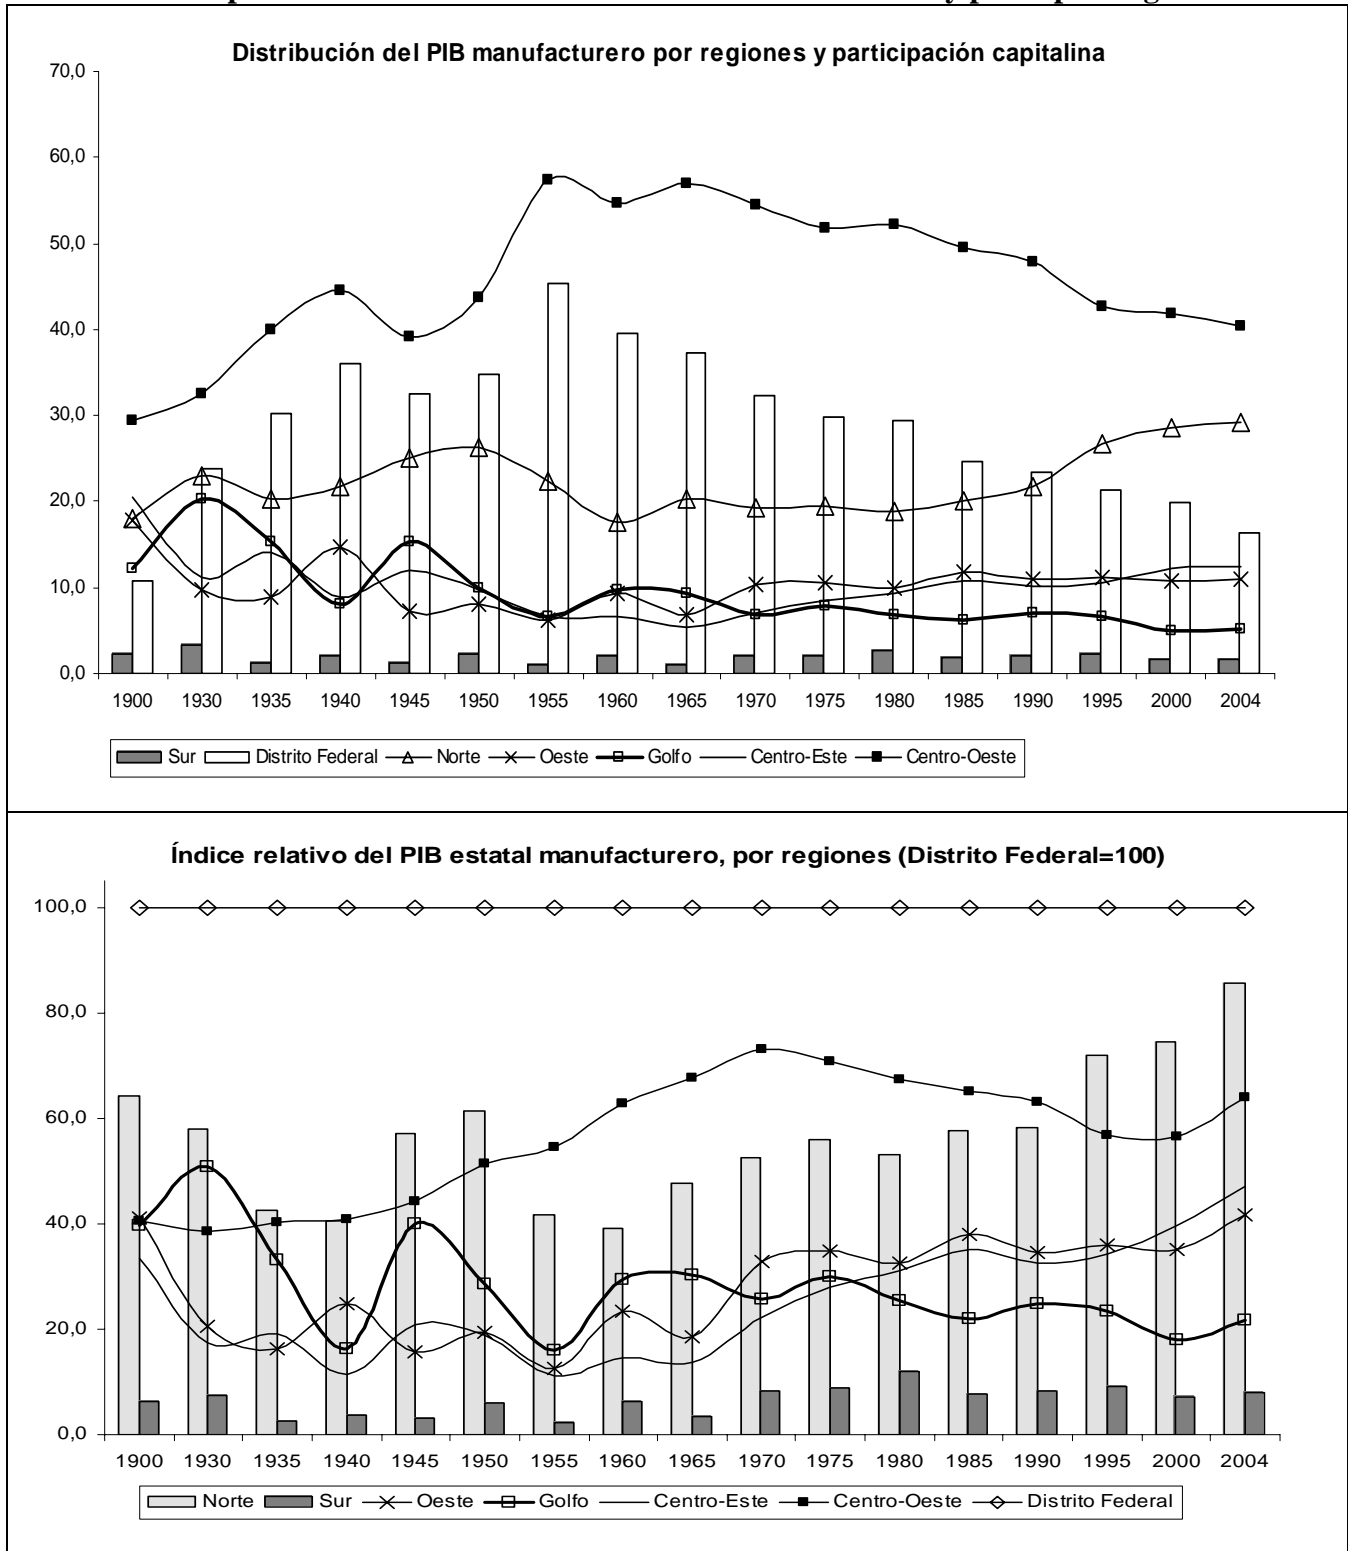 Distribución del PIB manufacturero por regiones y participación capitalina
70,0
60,0
50,0
40,0
30,0
20,0
10,0
0,0
1900 1930 1935 1940 1945 1950 1955 1960 1965 1970 1975 1980 1985 1990 1995 2000 2004
Sur Distrito Federal Norte Oeste Golfo Centro-Este Centro-Oeste
Índice relativo del PIB estatal manufacturero, por regiones (Distrito Federal=100)
100,0
80,0
60,0
40,0
20,0
0,0
1900 1930 1935 1940 1945 1950 1955 1960 1965 1970 1975 1980 1985 1990 1995 2000 2004
Norte Sur Oeste Golfo Centro-Este Centro-Oeste Distrito Federal